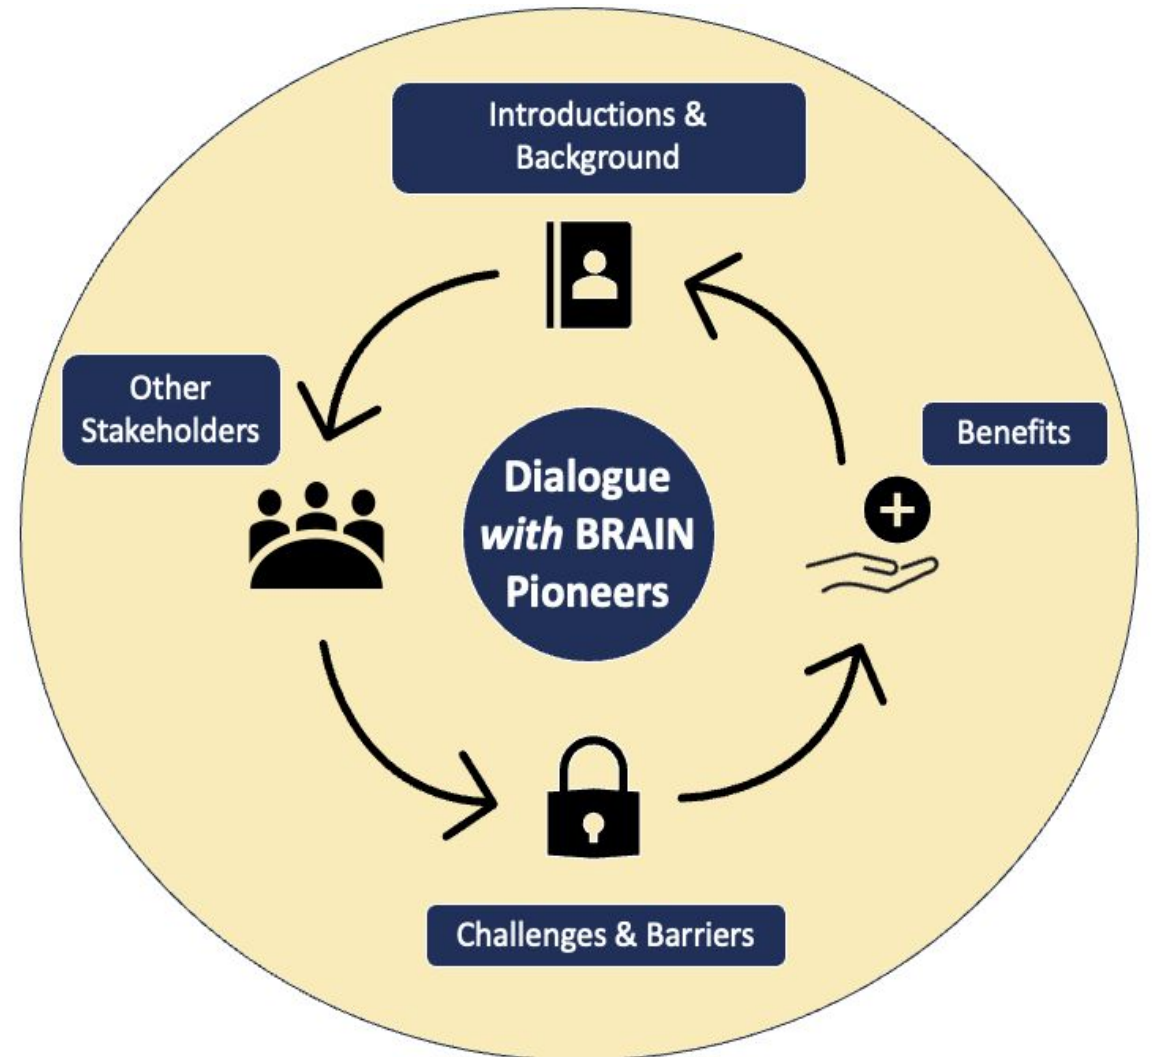 Introductions &
Background
Other
Stakeholders
Benefits
Dialogue
with BRAIN
Pioneers
Challenges & Barriers